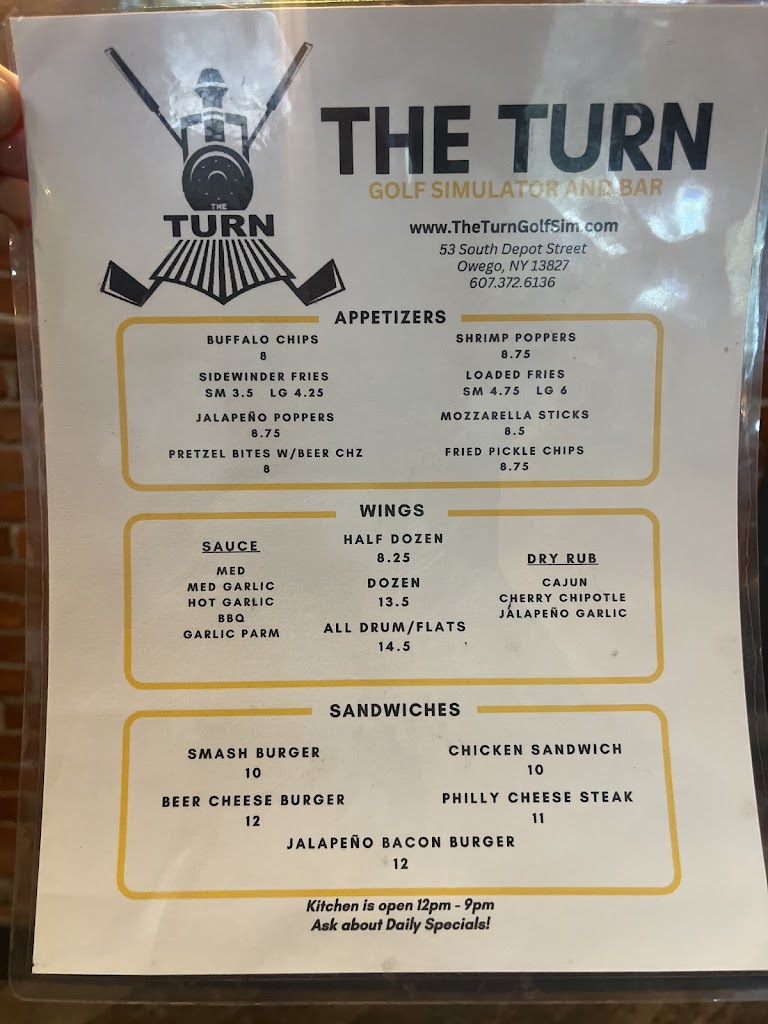 THE
TURN
THE TURN
GOLF SIMULATOR AND BAR
www.TheTurnGolfSim.com
53 South Depot Street
Owego, NY 13827
607.372.6136
APPETIZERS
BUFFALO CHIPS
8
SHRIMP POPPERS
8.75
SIDEWINDER FRIES
SM 3.5 LG 4.25
LOADED FRIES
SM 4.75 LG 6
JALAPEÑO POPPERS
8.75
MOZZARELLA STICKS
8.5
PRETZEL BITES W/BEER CHZ
8
FRIED PICKLE CHIPS
8.75
WINGS
SAUCE
MED
MED GARLIC
HOT GARLIC
BBQ
GARLIC PARM
HALF DOZEN
8.25
DOZEN
13.5
ALL DRUM/FLATS
14.5
DRY RUB
CAJUN
CHERRY CHIPOTLE
JALAPEÑO GARLIC
SANDWICHES
SMASH BURGER
10
CHICKEN SANDWICH
10
BEER CHEESE BURGER
12
PHILLY CHEESE STEAK
11
JALAPEÑO BACON BURGER
12
Kitchen is open 12pm - 9pm
Ask about Daily Specials!